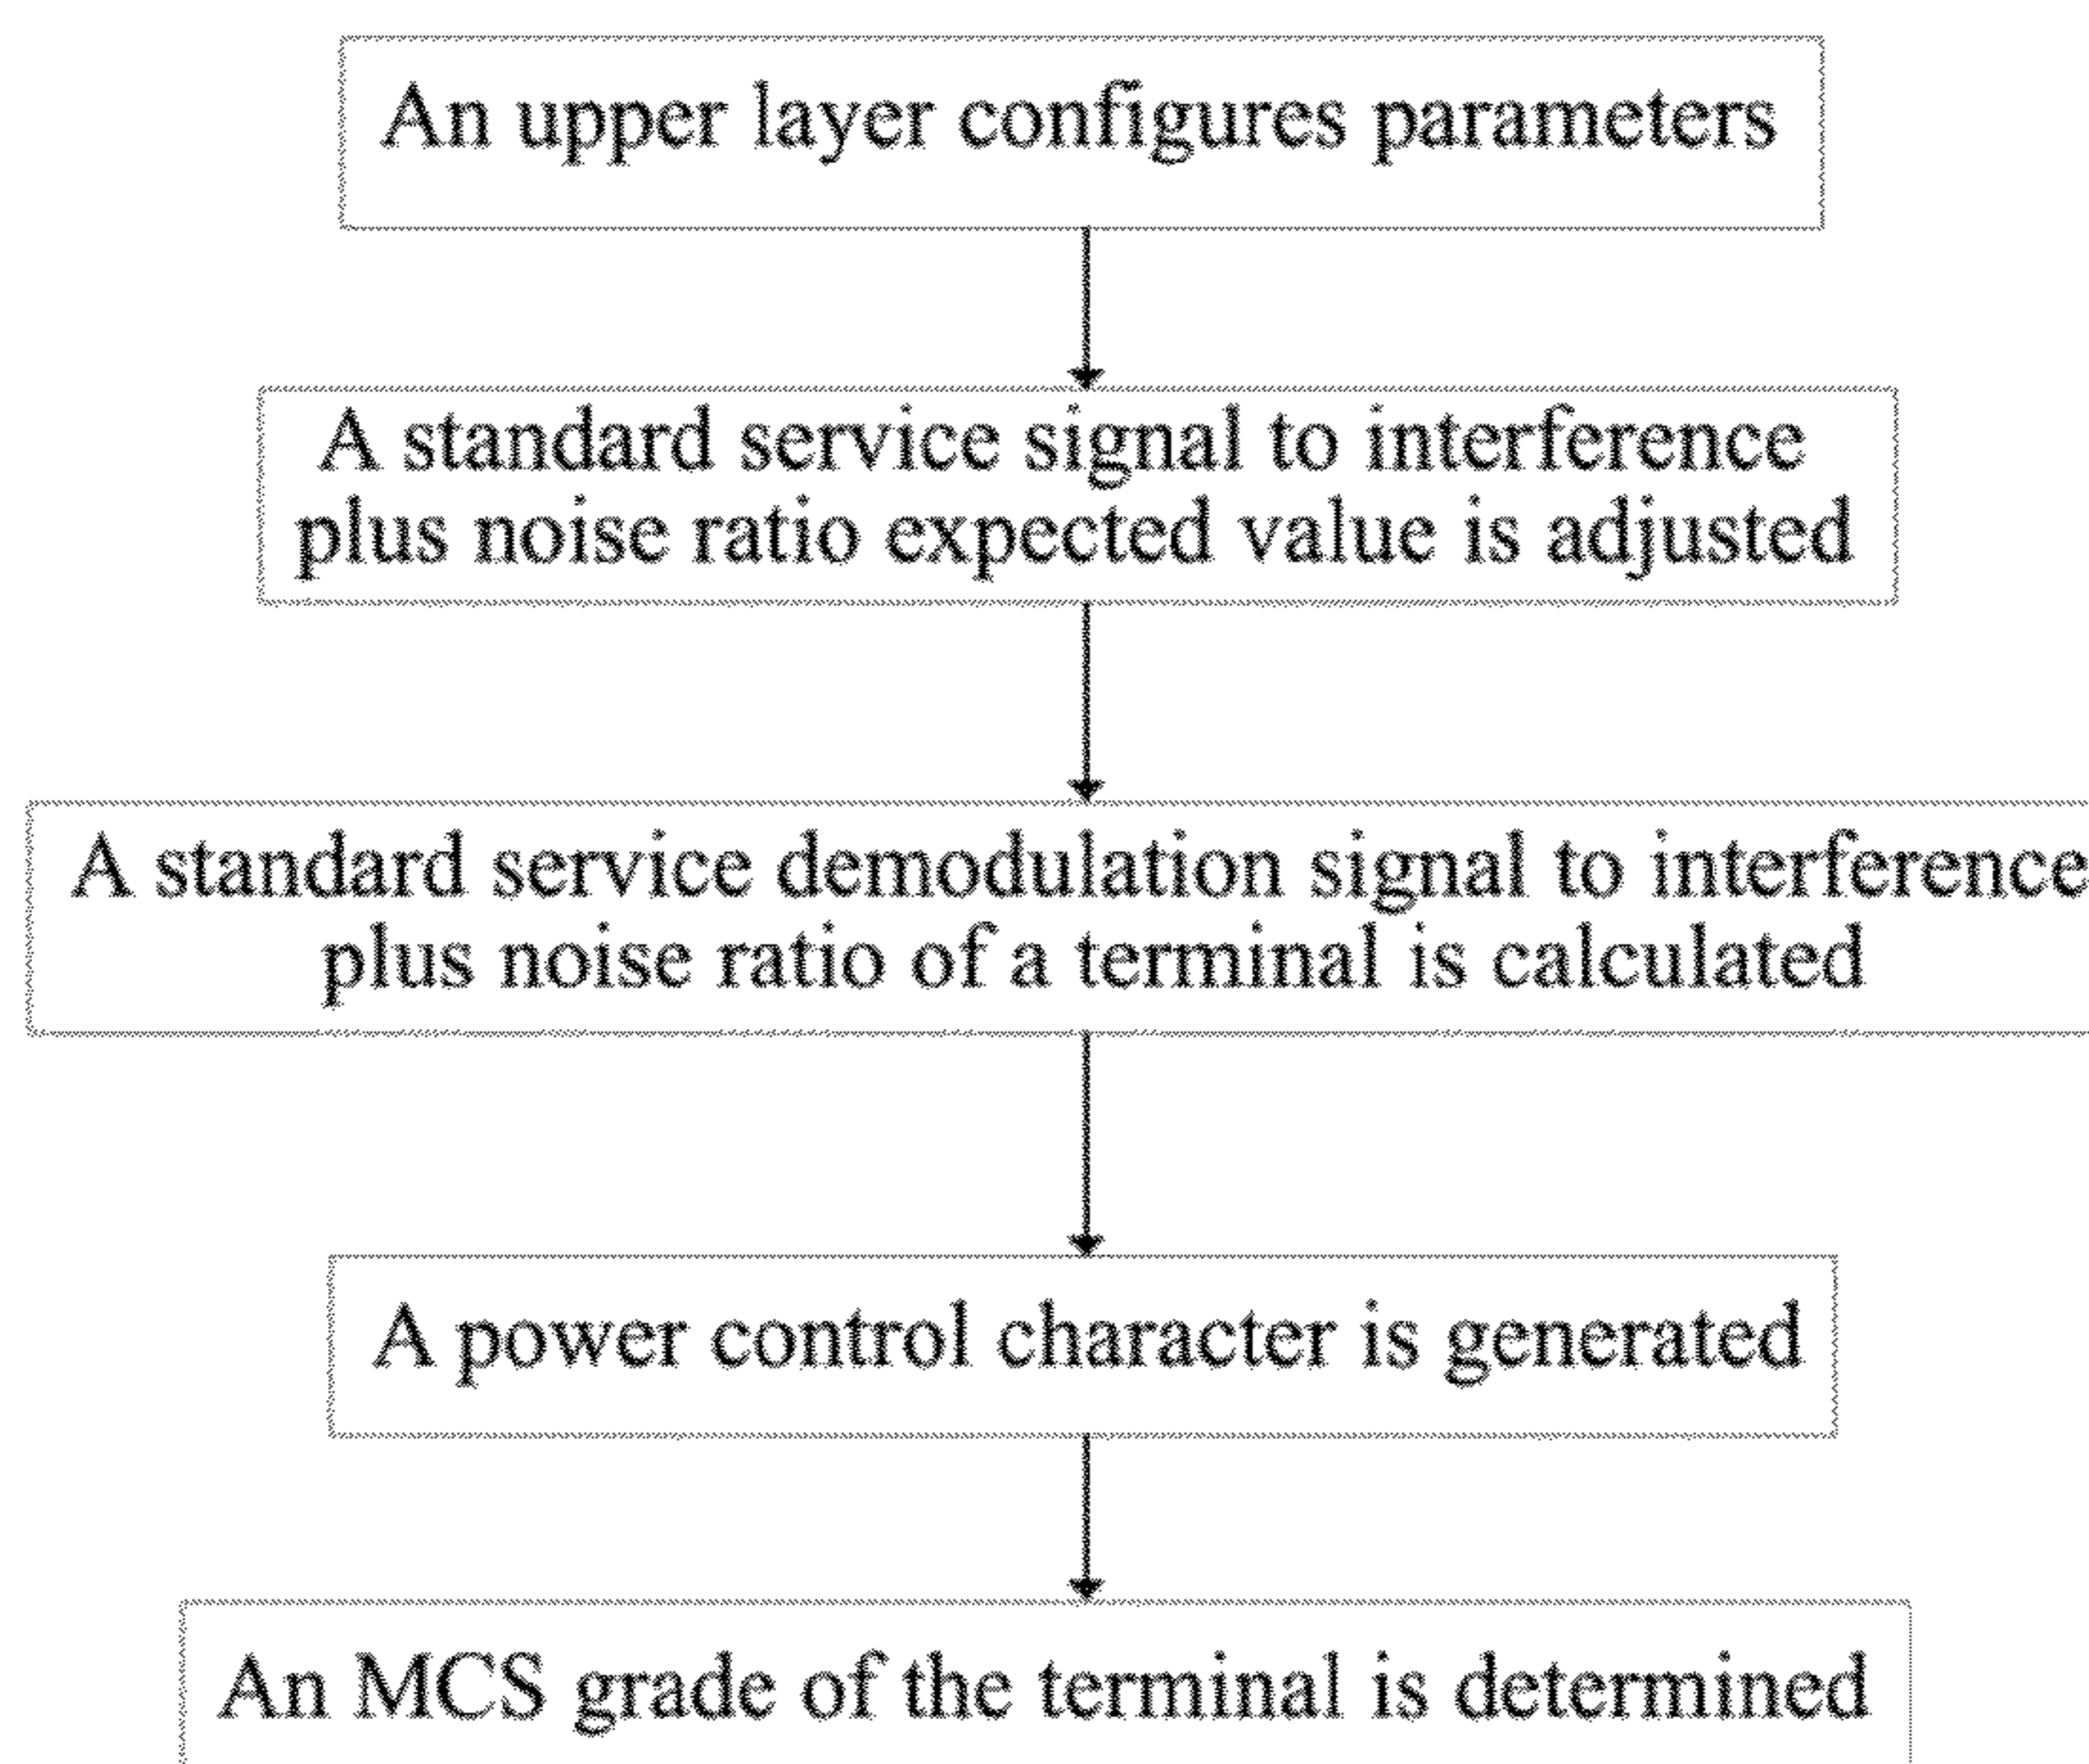 An upper layer configures parameters
A standard service signal to interference
plus noise ratio expected value is adjusted
A standard service demodulation signal to interference
plus noise ratio of a terminal is calculated
A power control character is generated
An MCS grade of the terminal is determined